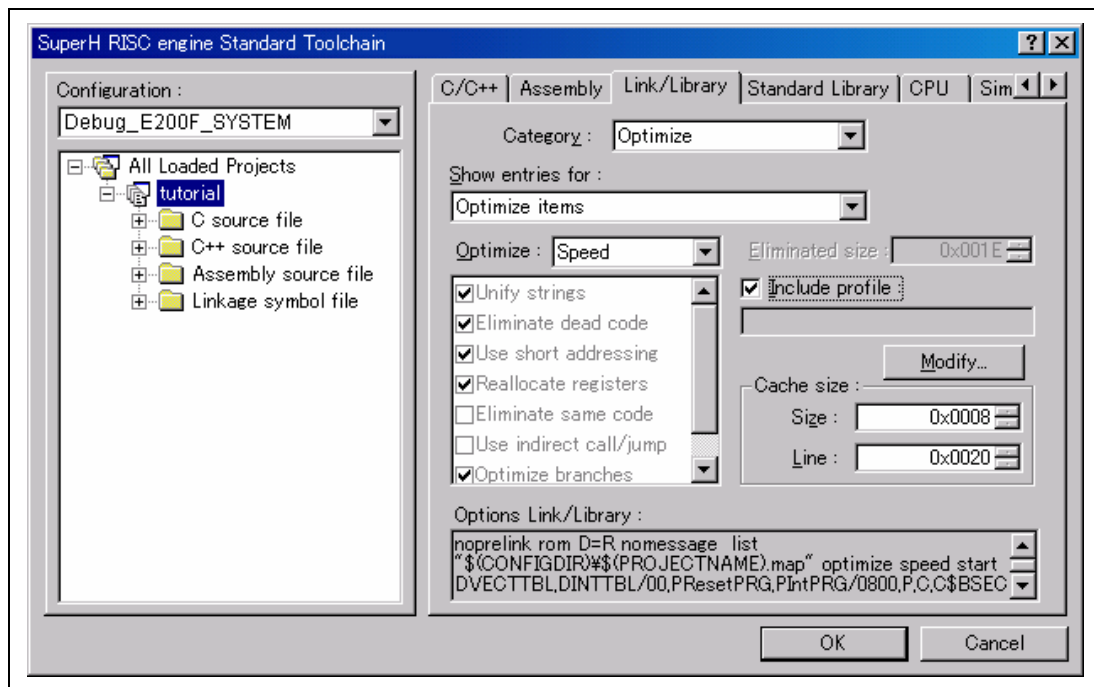 SuperH RISC engine Standard Toolchain
Configuration :
Debug_E200F_SYSTEM
All Loaded Projects
tutorial
C source file
C++ source file
Assembly source file
Linkage symbol file
C/C++ Assembly Link/Library Standard Library CPU Sim
Category : Optimize
Show entries for :
Optimize items
Optimize : Speed
Eliminated size : 0x001E
Unify strings
Eliminate dead code
Use short addressing
Reallocate registers
Eliminate same code
Use indirect call/jump
Optimize branches
Include profile :
Modify...
Cache size :
Size : 0x0008
Line : 0x0020
Options Link/Library :
noprelink rom D=R nomessage list
"$(CONFIGDIR)¥$(PROJECTNAME).map" optimize speed start
DVECTTBL,DINTTBL/00,PResetPRG,PIntPRG/0800,P,C,C$BSEC
OK Cancel